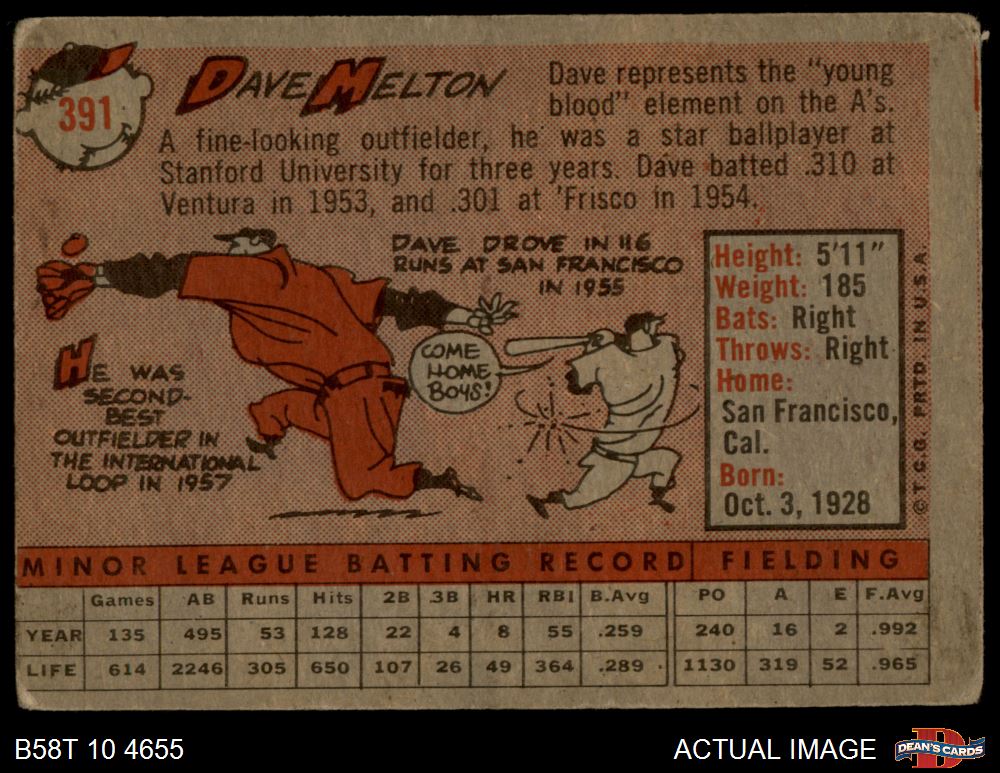 391
DAVE MELTON
Dave represents the "young
blood" element on the A's.
A fine-looking outfielder, he was a star ballplayer at
Stanford University for three years. Dave batted .310 at
Ventura in 1953, and .301 at 'Frisco in 1954.
DAVE DROVE IN 116
RUNS AT SAN FRANCISCO
IN 1955
HE WAS
SECOND-
BEST
OUTFIELDER IN
THE INTERNATIONAL
LOOP IN 1957
COME
HOME
BOYS!
Height: 5'11"
Weight: 185
Bats: Right
Throws: Right
Home:
San Francisco,
Cal.
Born:
Oct. 3, 1928
© T.C.G. PRTD. IN U.S.A.
MINOR LEAGUE BATTING RECORD FIELDING
Games AB Runs Hits 2B 3B HR RBI B.Avg PO A E F.Avg
YEAR 135 495 53 128 22 4 8 55 .259 240 16 2 .992
LIFE 614 2246 305 650 107 26 49 364 .289 1130 319 52 .965
B58T 10 4655
ACTUAL IMAGE
D
DEAN'S CARDS